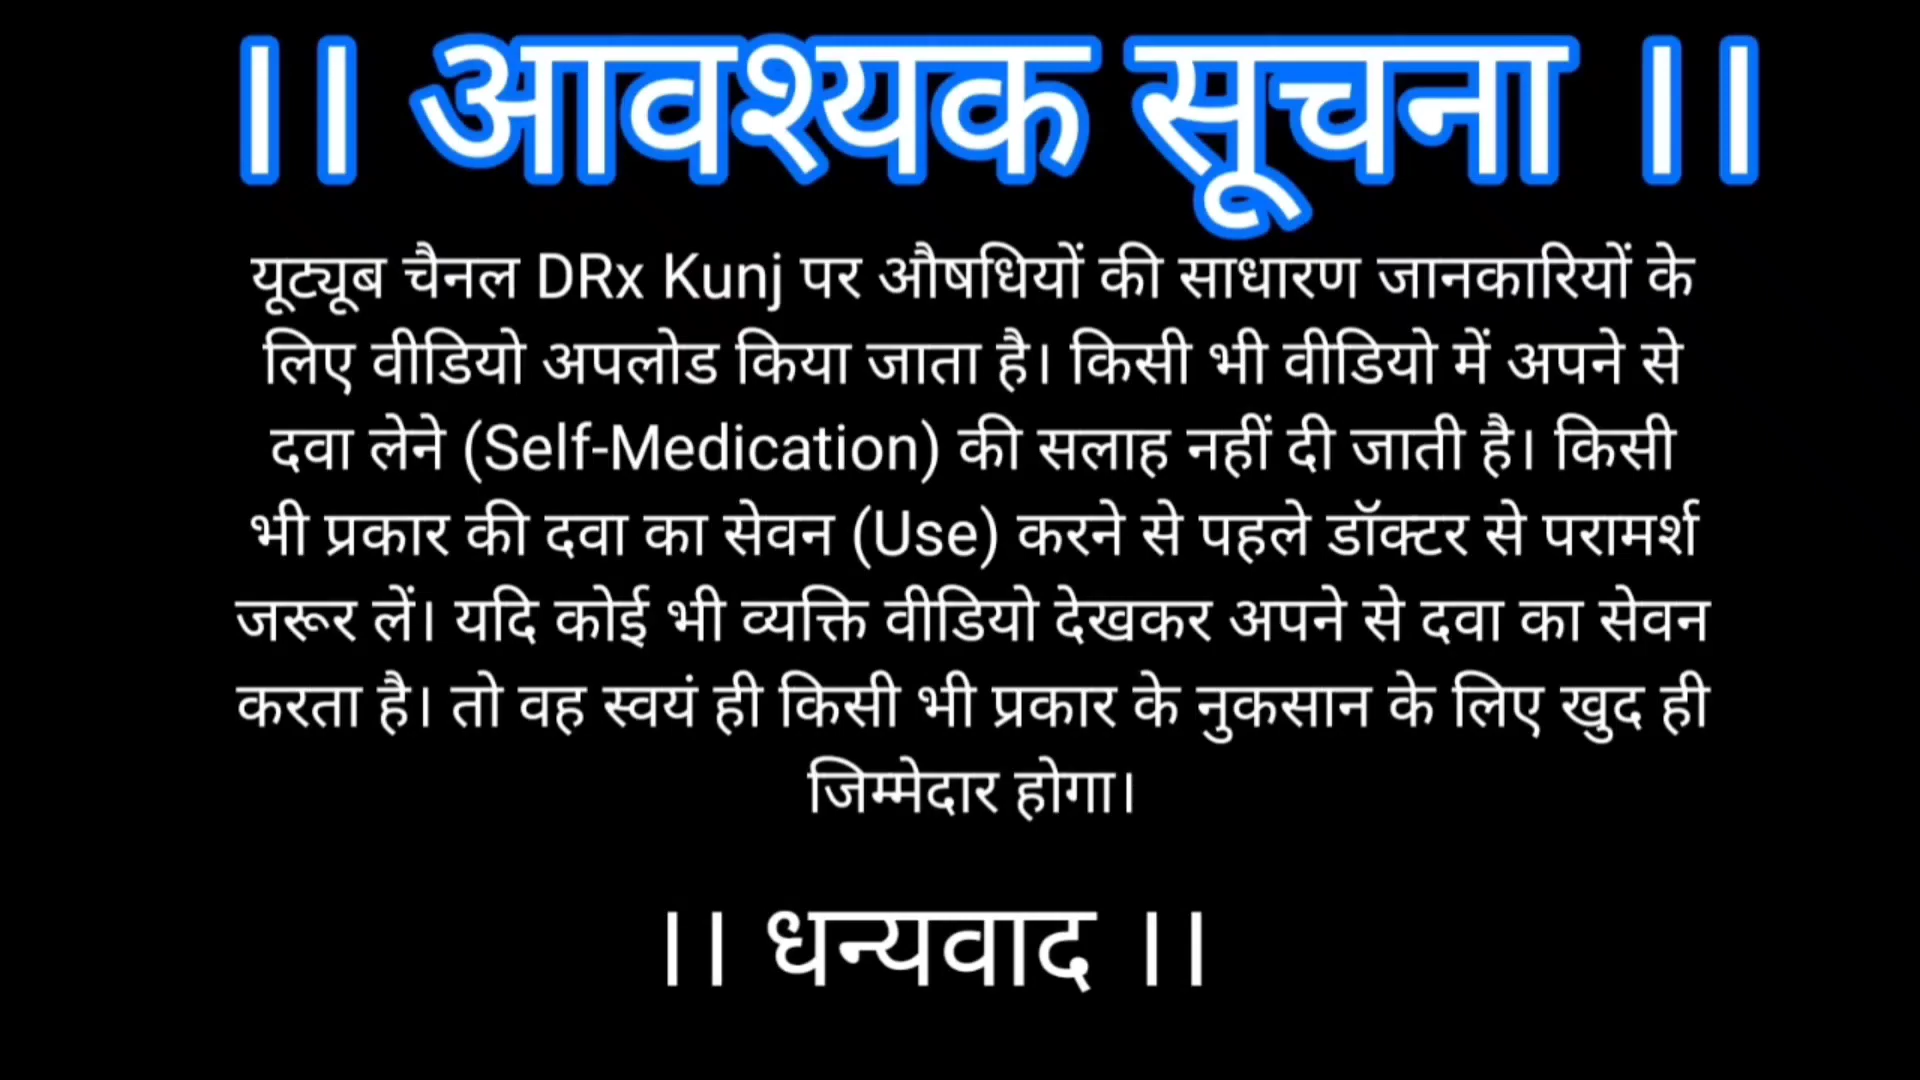 ।। आवश्यक सूचना ।।
यूट्यूब चैनल DRx Kunj पर औषधियों की साधारण जानकारियों के
लिए वीडियो अपलोड किया जाता है। किसी भी वीडियो में अपने से
दवा लेने (Self-Medication) की सलाह नहीं दी जाती है। किसी
भी प्रकार की दवा का सेवन (Use) करने से पहले डॉक्टर से परामर्श
जरूर लें। यदि कोई भी व्यक्ति वीडियो देखकर अपने से दवा का सेवन
करता है। तो वह स्वयं ही किसी भी प्रकार के नुकसान के लिए खुद ही
जिम्मेदार होगा।
।। धन्यवाद ।।